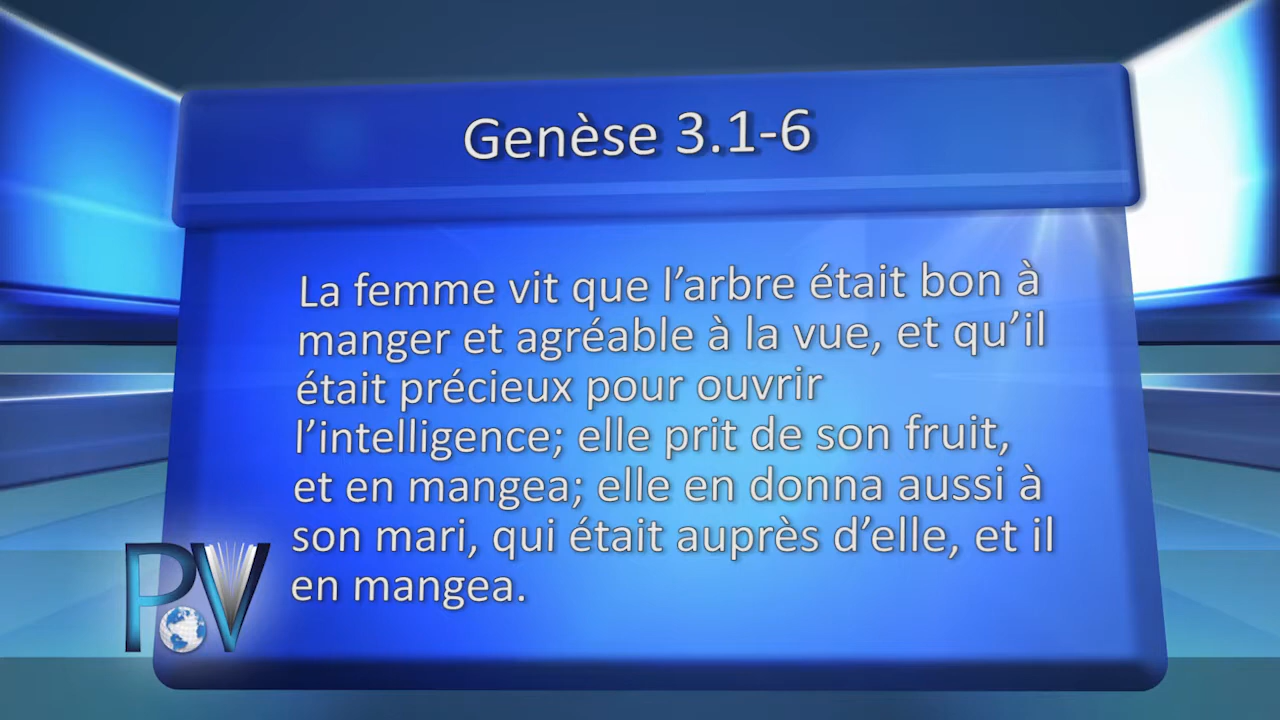 Genèse 3.1-6
La femme vit que l’arbre était bon à
manger et agréable à la vue, et qu’il
était précieux pour ouvrir
l’intelligence; elle prit de son fruit,
et en mangea; elle en donna aussi à
son mari, qui était auprès d’elle, et il
en mangea.
PV